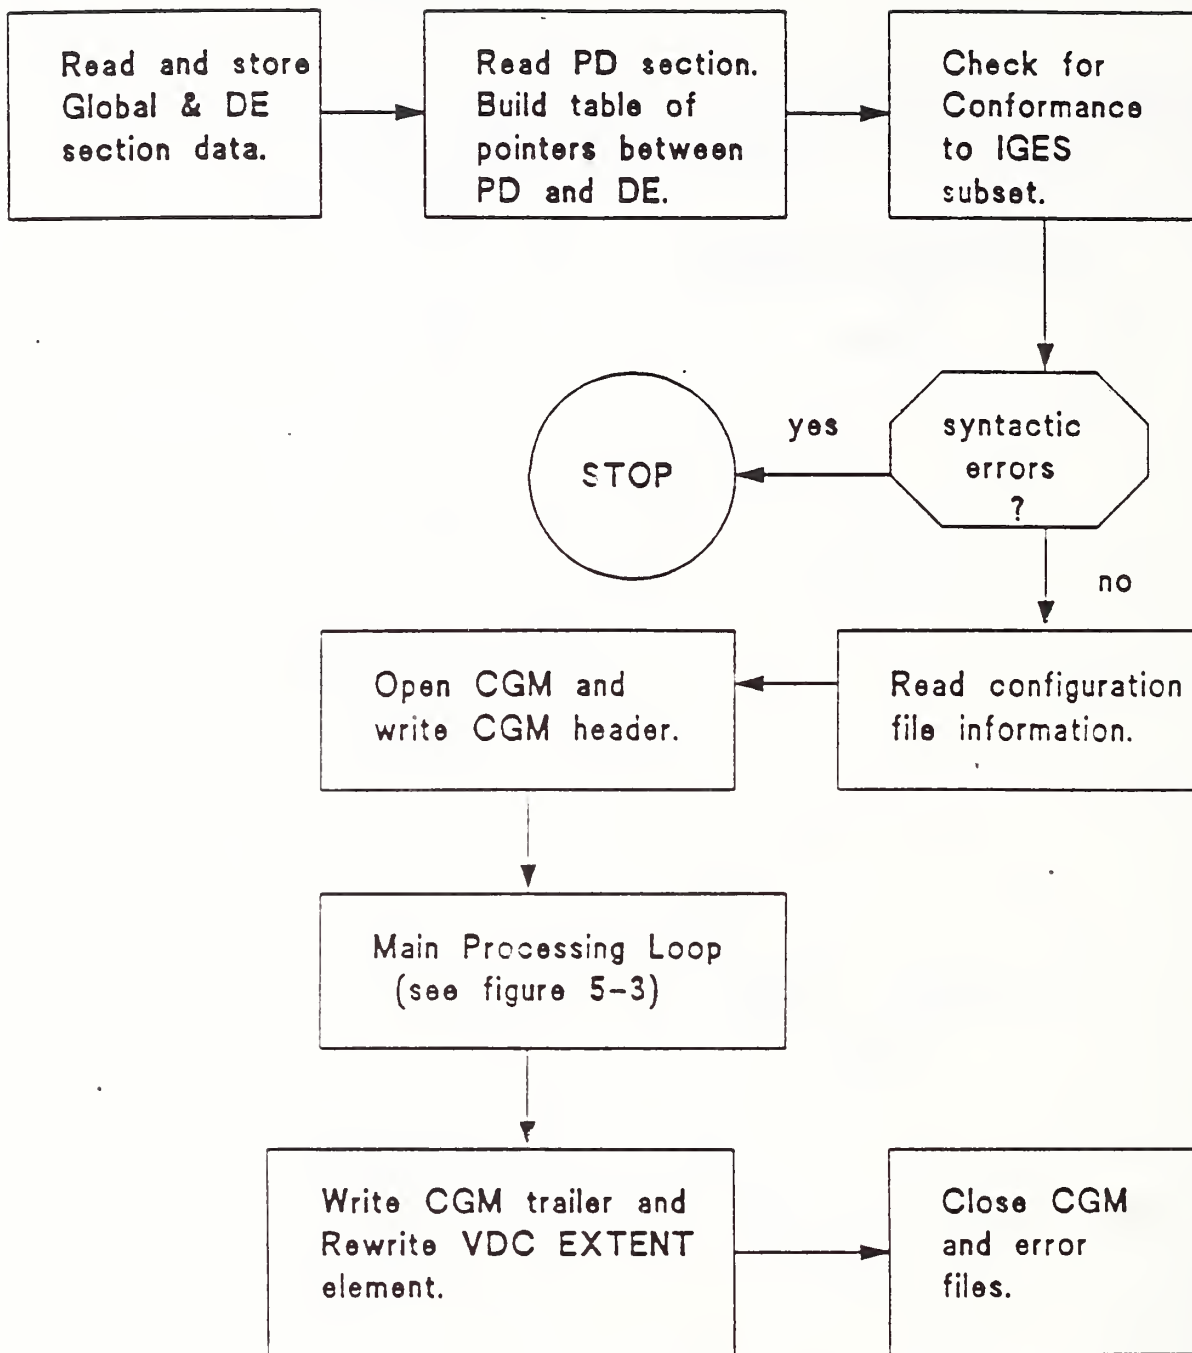 Read and store
Global & DE
section data.
Read PD section.
Build table of
pointers between
PD and DE.
Check for
Conformance
to IGES
subset.
syntactic
errors
?
yes
STOP
no
Read configuration
file information.
Open CGM and
write CGM header.
Main Processing Loop
(see figure 5-3)
Write CGM trailer and
Rewrite VDC EXTENT
element.
Close CGM
and error
files.